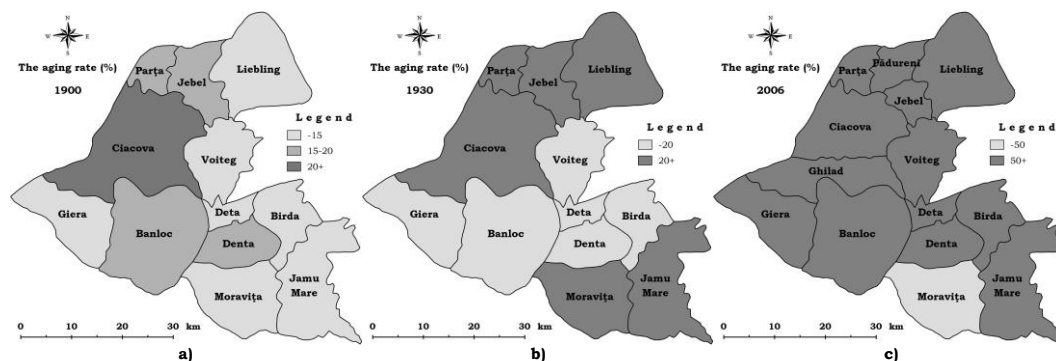 N
W E
S
The aging rate (%)
1900
Parța
Jebel
Liebling
Legend
-15
15-20
20+
Ciacova
Voiteg
Giera
Banloc
Deta
Birda
Denta
Jamu
Mare
Moravița
0 10 20 30 km
a)
N
W E
S
The aging rate (%)
1930
Parța
Jebel
Liebling
Legend
-20
20+
Ciacova
Voiteg
Giera
Banloc
Deta
Birda
Denta
Jamu
Mare
Moravița
0 10 20 30 km
b)
N
W E
S
The aging rate (%)
2006
Parța
Pădureni
Liebling
Jebel
Legend
-50
50+
Ciacova
Voiteg
Ghilad
Giera
Banloc
Deta
Birda
Denta
Jamu
Mare
Moravița
0 10 20 30 km
c)